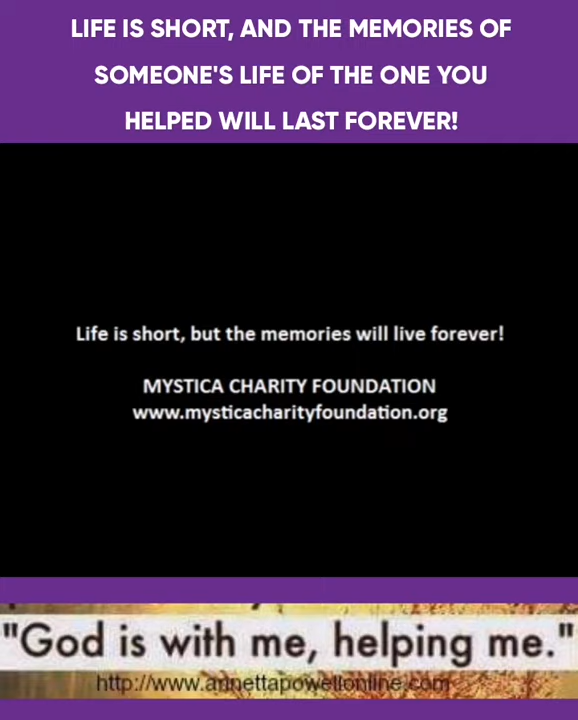 LIFE IS SHORT, AND THE MEMORIES OF
SOMEONE'S LIFE OF THE ONE YOU
HELPED WILL LAST FOREVER!
Life is short, but the memories will live forever!
MYSTICA CHARITY FOUNDATION
www.mysticacharityfoundation.org
"God is with me, helping me."
http://www.annettapowellonline.com